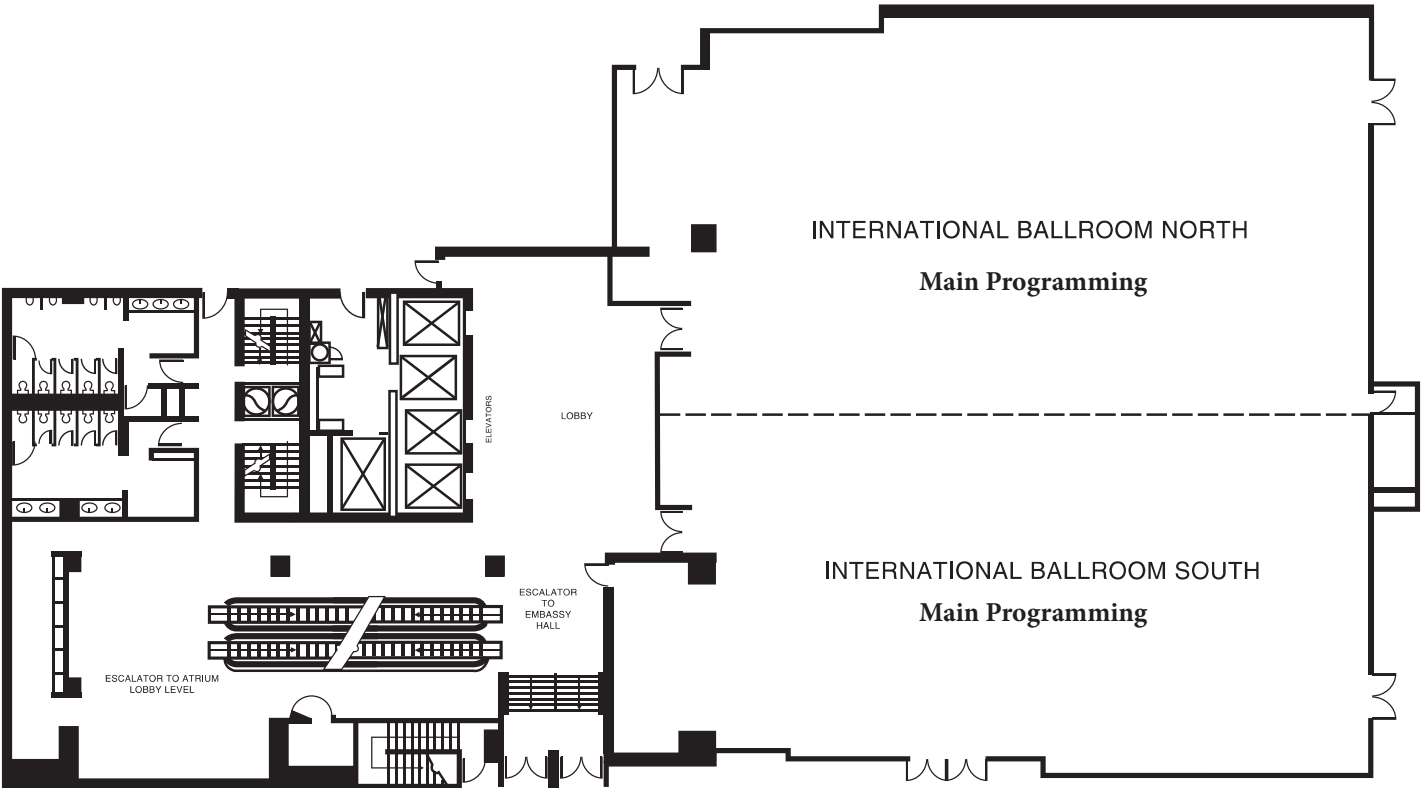 INTERNATIONAL BALLROOM NORTH
Main Programming
ELEVATORS
LOBBY
INTERNATIONAL BALLROOM SOUTH
Main Programming
ESCALATOR
TO
EMBASSY
HALL
ESCALATOR TO ATRIUM
LOBBY LEVEL